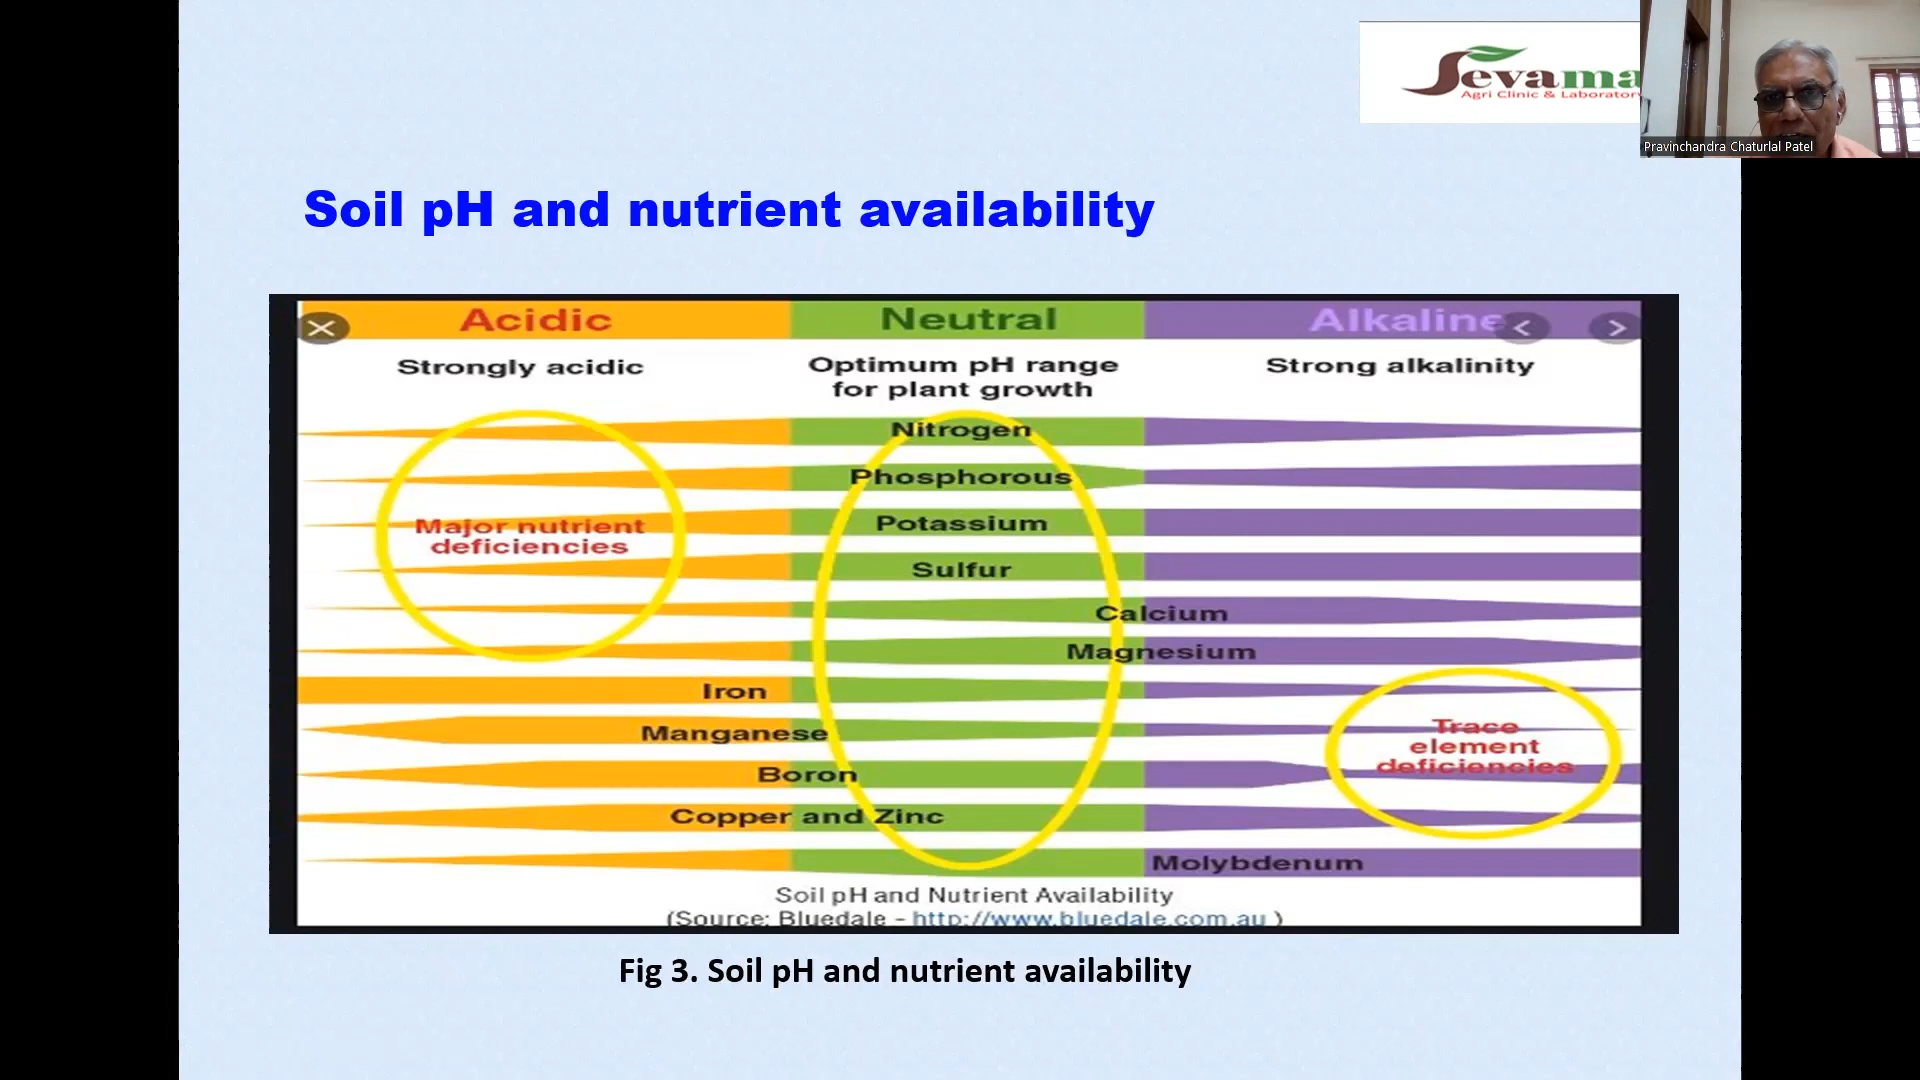 Sevama
Agri Clinic & Laborator
Pravinchandra Chaturlal Patel
Soil pH and nutrient availability
Acidic
Neutral
Alkaline
Strongly acidic
Optimum pH range
for plant growth
Strong alkalinity
Nitrogen
Phosphorous
Potassium
Major nutrient
deficiencies
Sulfur
Calcium
Magnesium
Iron
Manganese
Trace
element
deficiencies
Boron
Copper and Zinc
Molybdenum
Soil pH and Nutrient Availability
(Source: Bluedale - http://www.bluedale.com.au )
Fig 3. Soil pH and nutrient availability